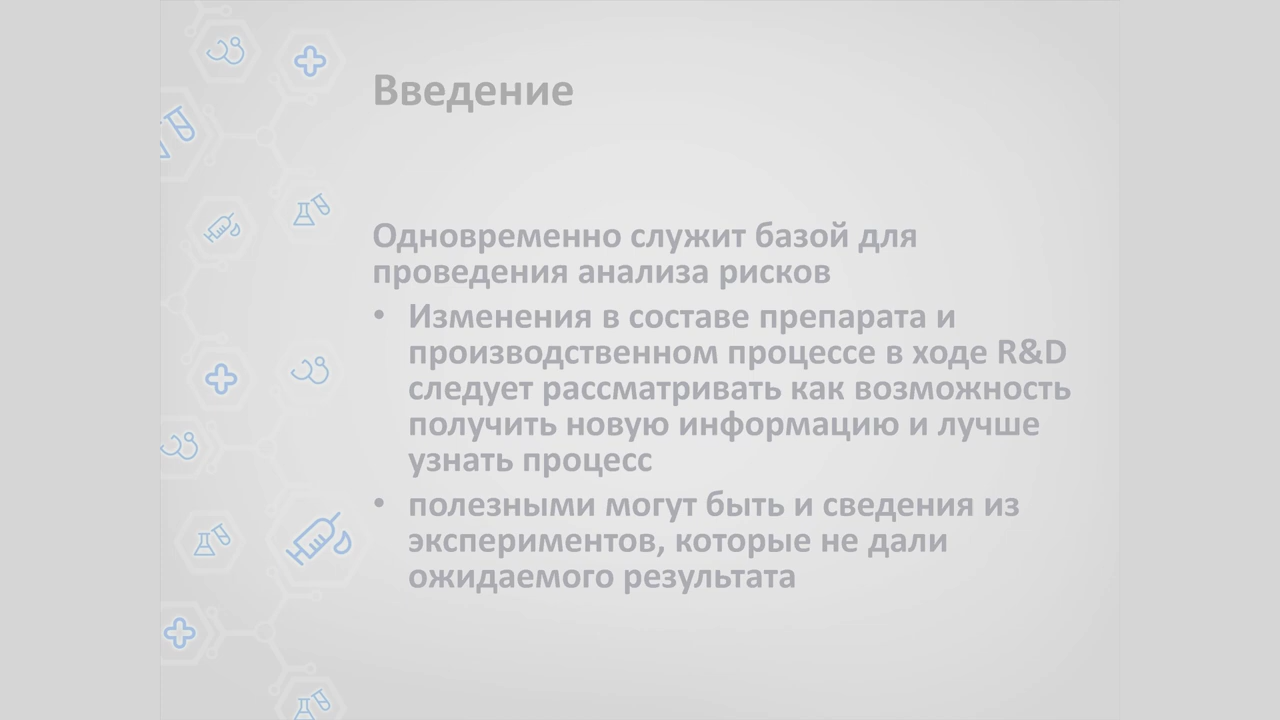 Введение
Одновременно служит базой для
проведения анализа рисков
• Изменения в составе препарата и
производственном процессе в ходе R&D
следует рассматривать как возможность
получить новую информацию и лучше
узнать процесс
• полезными могут быть и сведения из
экспериментов, которые не дали
ожидаемого результата